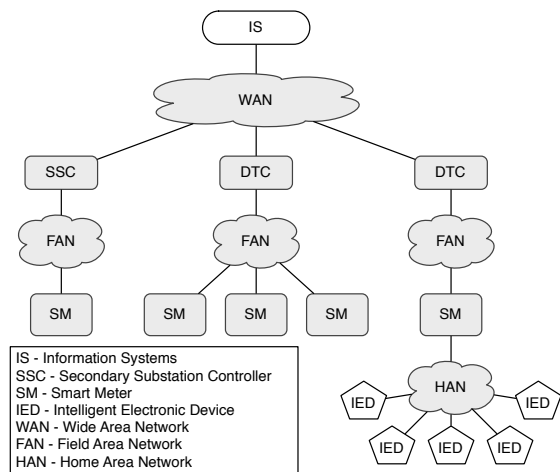 IS
WAN
SSC
DTC
DTC
FAN
FAN
FAN
SM
SM
SM
SM
SM
HAN
IED
IED
IED
IED
IED
IS - Information Systems
SSC - Secondary Substation Controller
SM - Smart Meter
IED - Intelligent Electronic Device
WAN - Wide Area Network
FAN - Field Area Network
HAN - Home Area Network